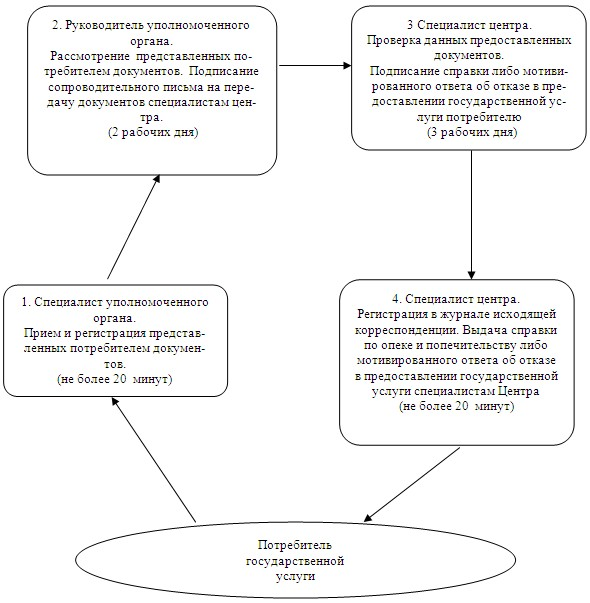 2. Руководитель уполномоченного
органа.
Рассмотрение представленных по-
требителем документов. Подписание
сопроводительного письма на пере-
дачу документов специалистам цен-
тра.
(2 рабочих дня)
3 Специалист центра.
Проверка данных предоставленных
документов.
Подписание справки либо мотиви-
рованного ответа об отказе в пре-
доставлении государственной ус-
луги потребителю
(3 рабочих дня)
1. Специалист уполномоченного
органа.
Прием и регистрация представ-
ленных потребителем докумен-
тов.
(не более 20 минут)
4. Специалист центра.
Регистрация в журнале исходящей
корреспонденции. Выдача справки
по опеке и попечительству либо
мотивированного ответа об отказе
в предоставлении государственной
услуги специалистам Центра
(не более 20 минут)
Потребитель
государственной
услуги